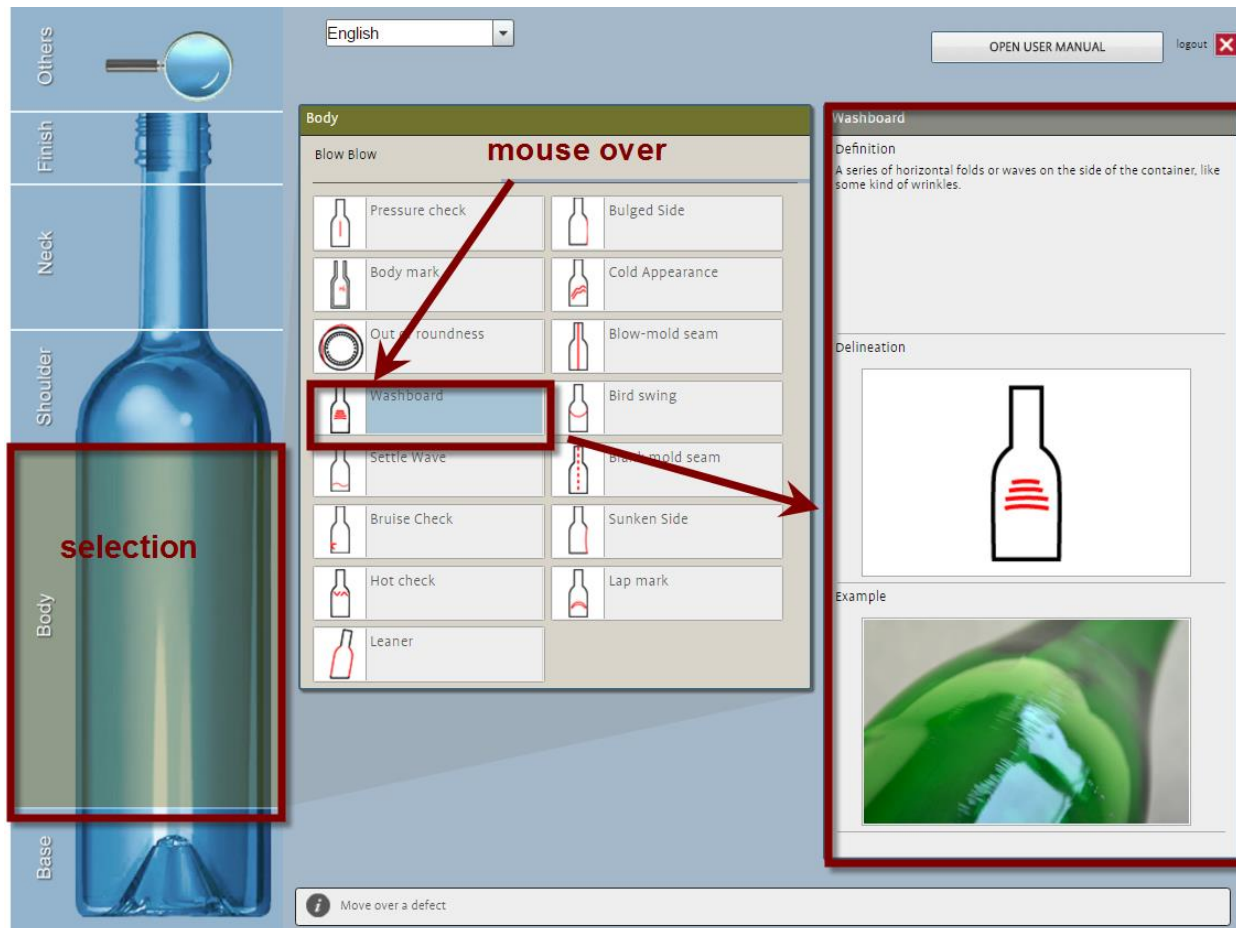 English
OPEN USER MANUAL
logout
Others
Finish
Neck
Shoulder
Body
Base
selection
Body
Blow Blow
mouse over
Pressure check
Bulged Side
Body mark
Cold Appearance
Out of roundness
Blow-mold seam
Washboard
Bird swing
Settle Wave
Blank-mold seam
Bruise Check
Sunken Side
Hot check
Lap mark
Leaner
Washboard
Definition
A series of horizontal folds or waves on the side of the container, like
some kind of wrinkles.
Delineation
Example
Move over a defect